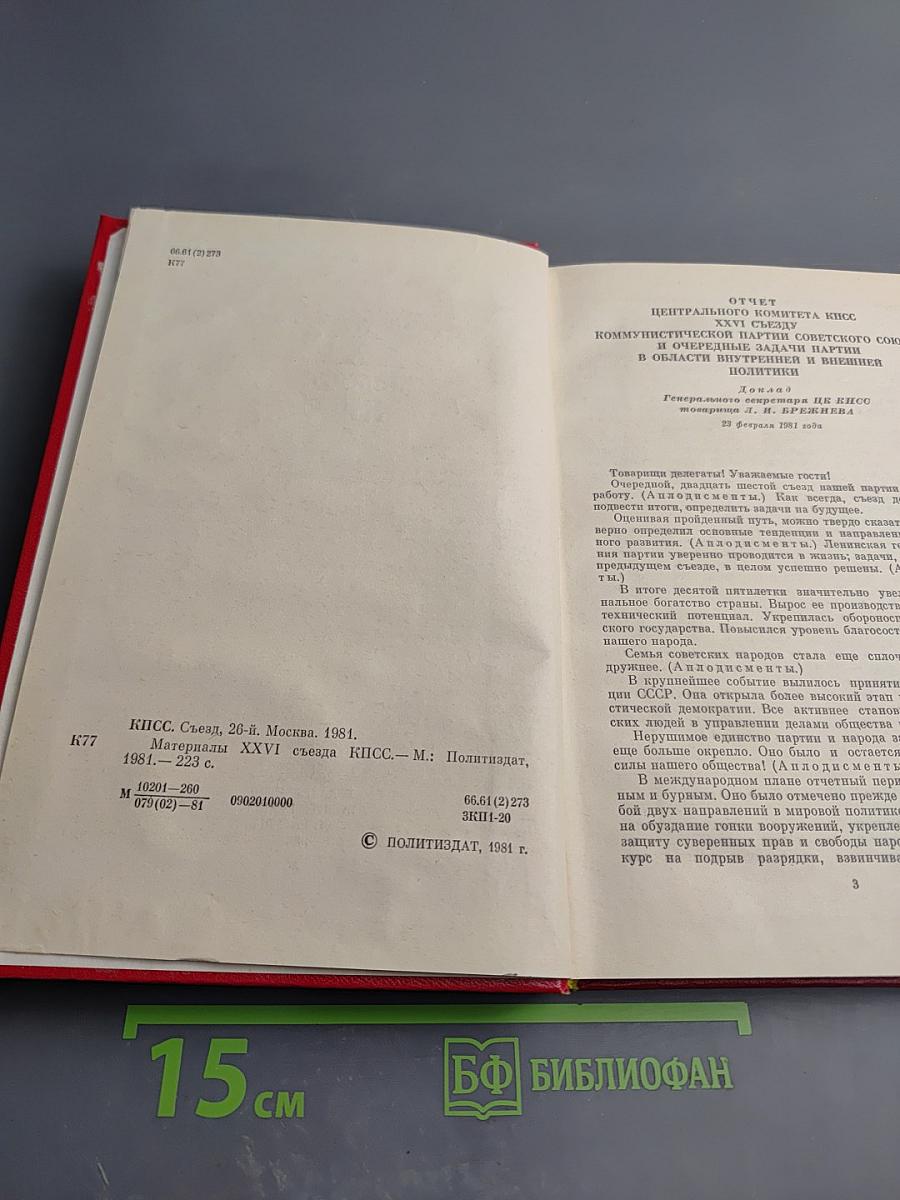 66.61(2)273
К77
КПСС. Съезд, 26-й. Москва. 1981.
К77
Материалы XXVI съезда КПСС.— М.: Политиздат,
1981.— 223 с.
М 10201—260
079(02)—81
0902010000
66.61(2)273
3КП1-20
© ПОЛИТИЗДАТ, 1981 г.
ОТЧЕТ
ЦЕНТРАЛЬНОГО КОМИТЕТА КПСС
XXVI СЪЕЗДУ
КОММУНИСТИЧЕСКОЙ ПАРТИИ СОВЕТСКОГО СОЮ
И ОЧЕРЕДНЫЕ ЗАДАЧИ ПАРТИИ
В ОБЛАСТИ ВНУТРЕННЕЙ И ВНЕШНЕЙ
ПОЛИТИКИ
Доклад
Генерального секретаря ЦК КПСС
товарища Л. И. БРЕЖНЕВА
23 февраля 1981 года
Товарищи делегаты! Уважаемые гости!
Очередной, двадцать шестой съезд нашей партии
работу. (Аплодисменты.) Как всегда, съезд до
подвести итоги, определить задачи на будущее.
Оценивая пройденный путь, можно твердо сказат
верно определил основные тенденции и направлен
ного развития. (Аплодисменты.) Ленинская ге
ния партии уверенно проводится в жизнь; задачи,
предыдущем съезде, в целом успешно решены. (А
ты.)
В итоге десятой пятилетки значительно увел
нальное богатство страны. Вырос ее производств
технический потенциал. Укрепилась оборонос
ского государства. Повысился уровень благосост
нашего народа.
Семья советских народов стала еще сплоч
дружнее. (Аплодисменты.)
В крупнейшее событие вылилось приняти
ции СССР. Она открыла более высокий этап
стической демократии. Все активнее станов
ских людей в управлении делами общества
Нерушимое единство партии и народа за
еще больше окрепло. Оно было и остается
силы нашего общества! (Аплодисменты
В международном плане отчетный пери
ным и бурным. Оно было отмечено прежде
бой двух направлений в мировой политик
на обуздание гонки вооружений, укрепле
защиту суверенных прав и свободы наро
курс на подрыв разрядки, взвинчива
3
15 см
БФ БИБЛИОФАН